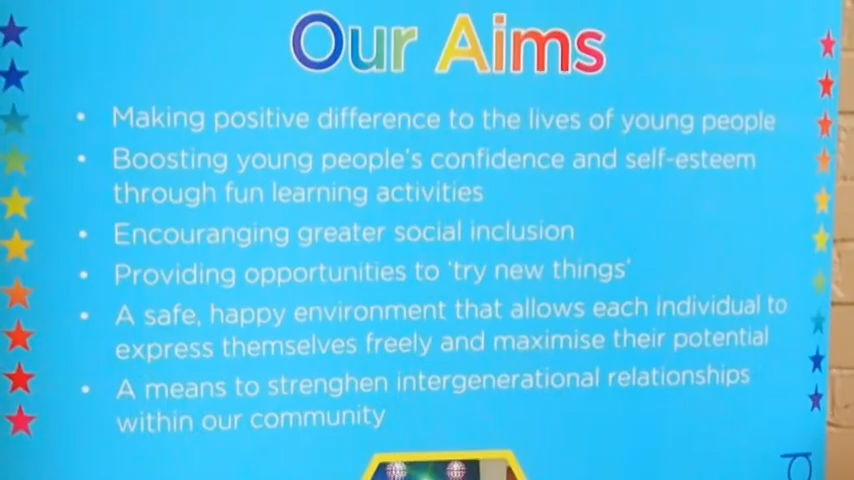 Our Aims
• Making positive difference to the lives of young people
• Boosting young people's confidence and self-esteem
through fun learning activities
• Encouranging greater social inclusion
• Providing opportunities to 'try new things'
• A safe, happy environment that allows each individual to
express themselves freely and maximise their potential
• A means to strenghen intergenerational relationships
within our community